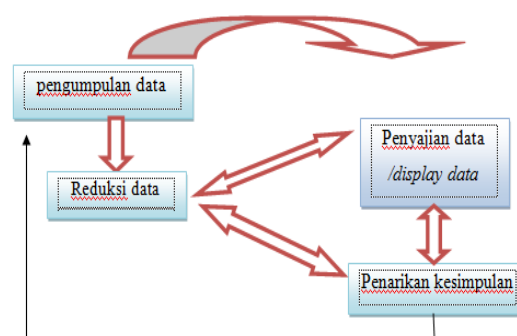 pengumpulan data
Penyajian data
/display data
Reduksi data
Penarikan kesimpulan